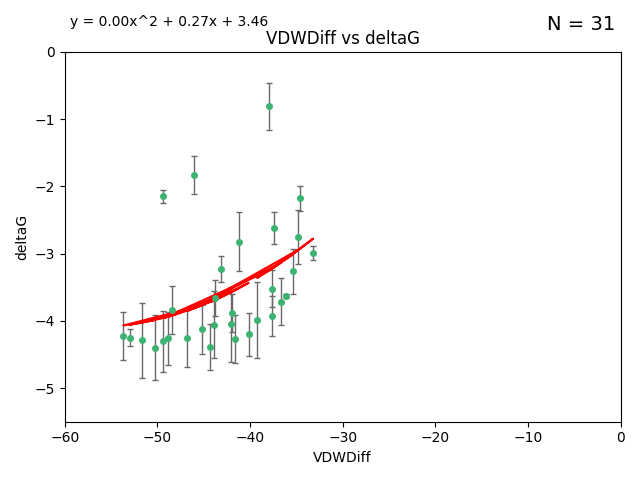 y = 0.00x^2 + 0.27x + 3.46
N = 31
VDWDiff vs deltaG
0
−1
−2
−3
−4
−5
deltaG
−60 −50 −40 −30 −20 −10 0
VDWDiff